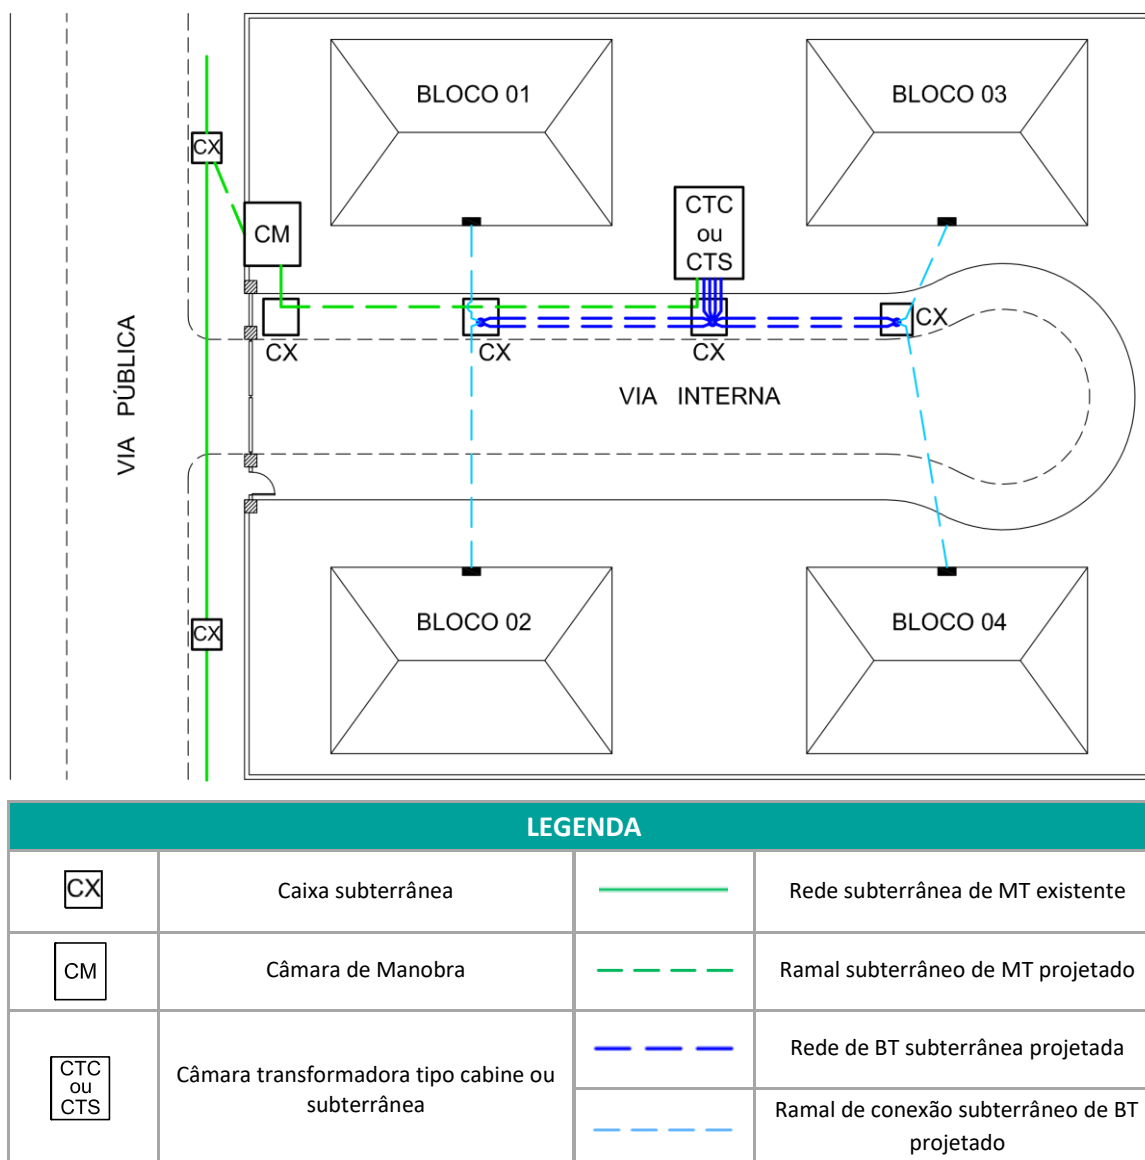 BLOCO 01
BLOCO 03
CX
CTC
ou
CTS
CM
CX
CX
CX
CX
VIA INTERNA
VIA PÚBLICA
BLOCO 02
BLOCO 04
CX
LEGENDA
CX
Caixa subterrânea
Rede subterrânea de MT existente
CM
Câmara de Manobra
Ramal subterrâneo de MT projetado
CTC
ou
CTS
Câmara transformadora tipo cabine ou
subterrânea
Rede de BT subterrânea projetada
Ramal de conexão subterrâneo de BT
projetado